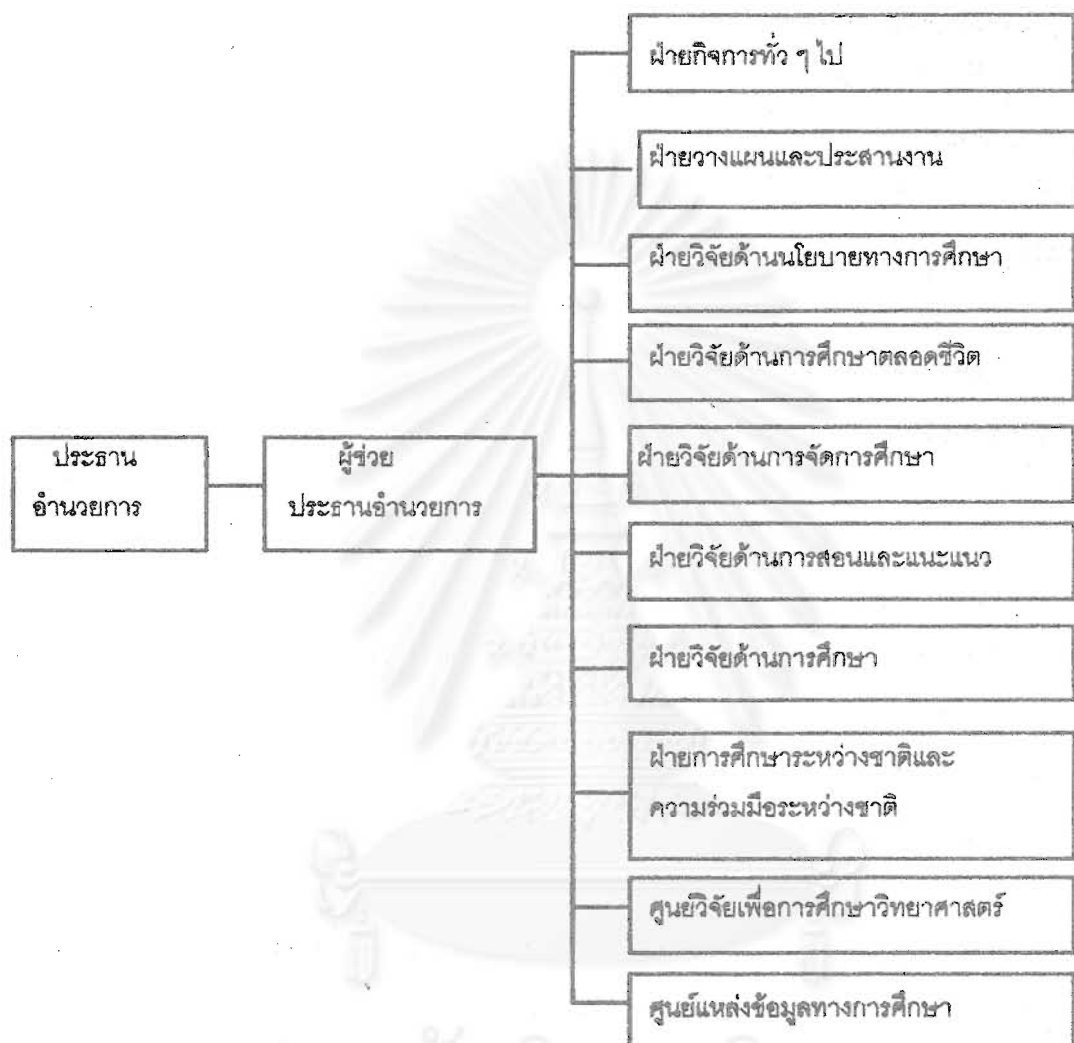 ฝ่ายกิจการทั่ว ๆ ไป
ฝ่ายวางแผนและประสานงาน
ฝ่ายวิจัยด้านนโยบายทางการศึกษา
ฝ่ายวิจัยด้านการศึกษาตลอดชีวิต
ประธาน
อำนวยการ
ผู้ช่วย
ประธานอำนวยการ
ฝ่ายวิจัยด้านการจัดการศึกษา
ฝ่ายวิจัยด้านการสอนและแนะแนว
ฝ่ายวิจัยด้านการศึกษา
ฝ่ายการศึกษาระหว่างชาติและ
ความร่วมมือระหว่างชาติ
ศูนย์วิจัยเพื่อการศึกษาวิทยาศาสตร์
ศูนย์แหล่งข้อมูลทางการศึกษา